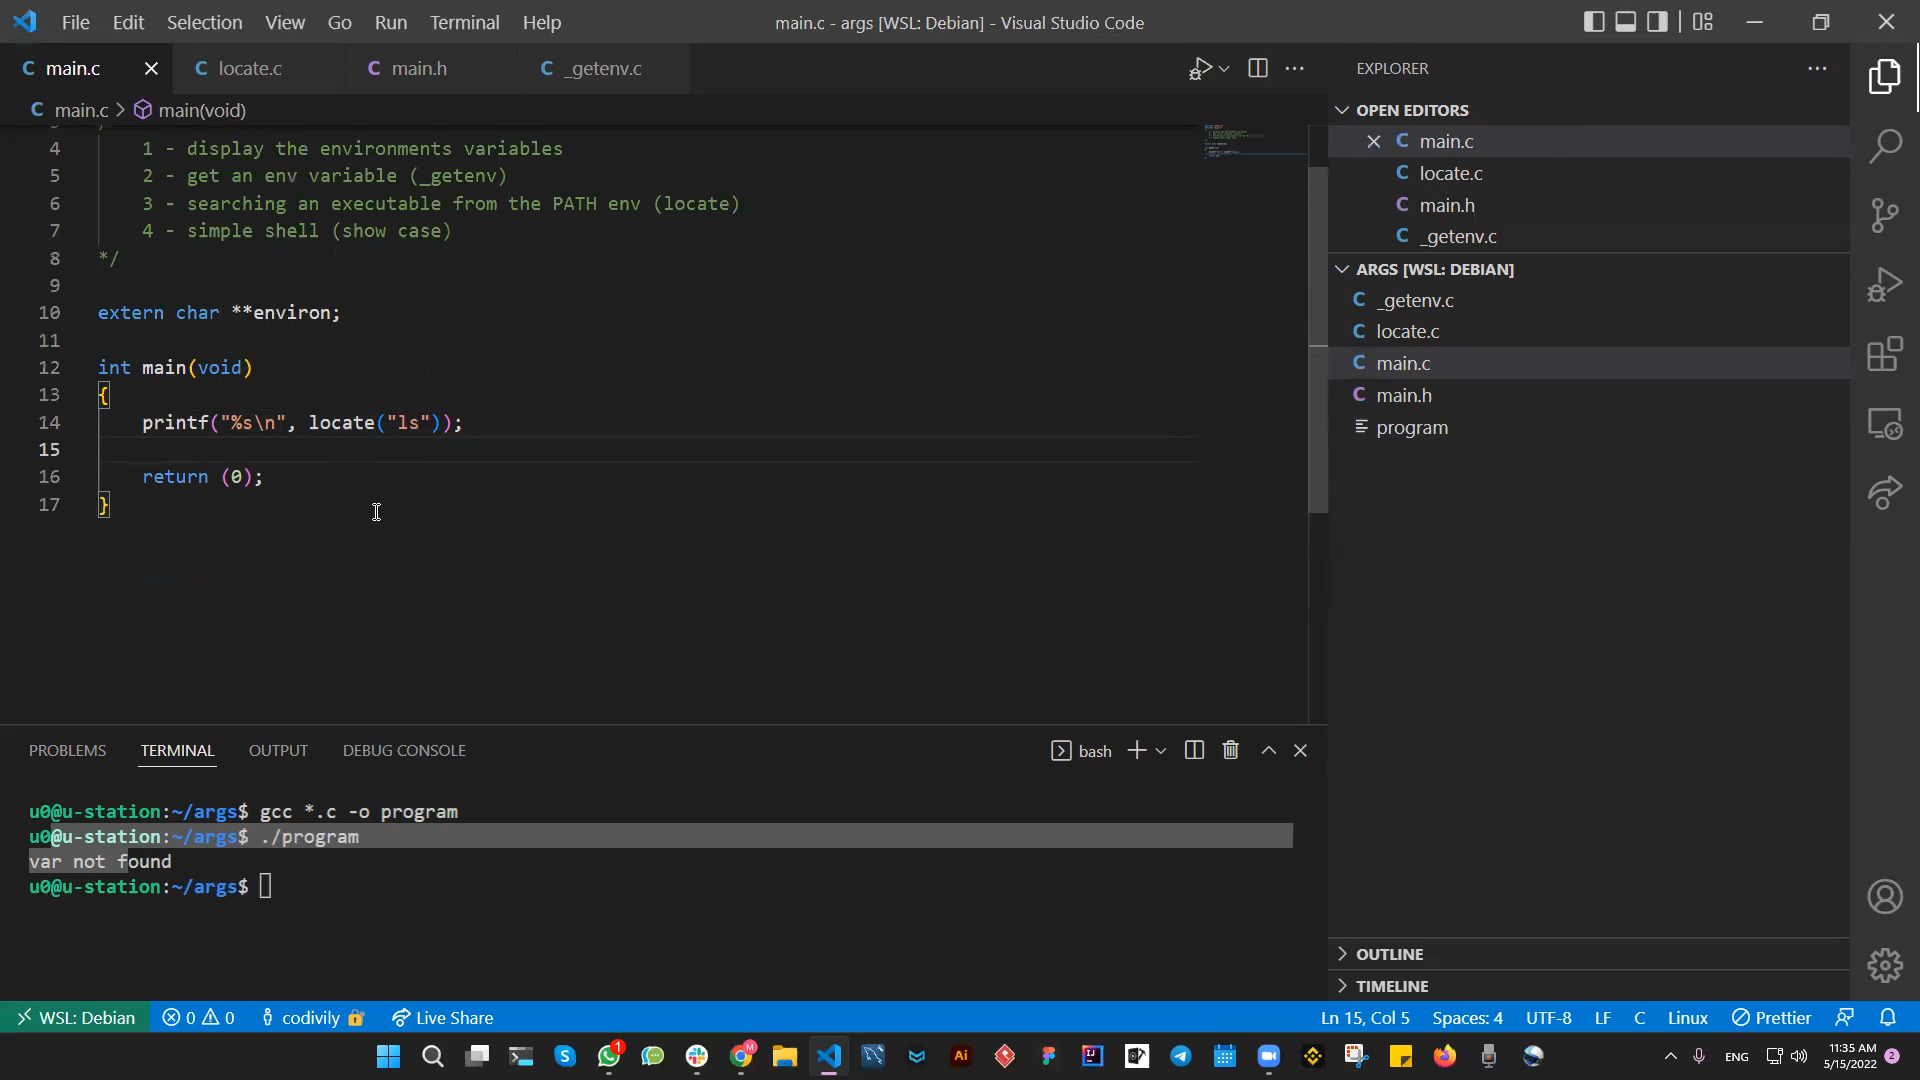 File Edit Selection View Go Run Terminal Help
main.c - args [WSL: Debian] - Visual Studio Code
main.c locate.c main.h _getenv.c
main.c > main(void)
4 1 - display the environments variables
5 2 - get an env variable (_getenv)
6 3 - searching an executable from the PATH env (locate)
7 4 - simple shell (show case)
8 */
9
10 extern char **environ;
11
12 int main(void)
13 {
14 printf("%s\n", locate("ls"));
15
16 return (0);
17 }
EXPLORER
OPEN EDITORS
C main.c
C locate.c
C main.h
C _getenv.c
ARGS [WSL: DEBIAN]
C _getenv.c
C locate.c
C main.c
C main.h
program
OUTLINE
TIMELINE
PROBLEMS TERMINAL OUTPUT DEBUG CONSOLE
bash
u0@u-station:~/args$ gcc *.c -o program
u0@u-station:~/args$ ./program
var not found
u0@u-station:~/args$
WSL: Debian 0 0 codivily Live Share
Ln 15, Col 5 Spaces: 4 UTF-8 LF C Linux Prettier
1 M Ai IJ ENG 11:35 AM 2
5/15/2022